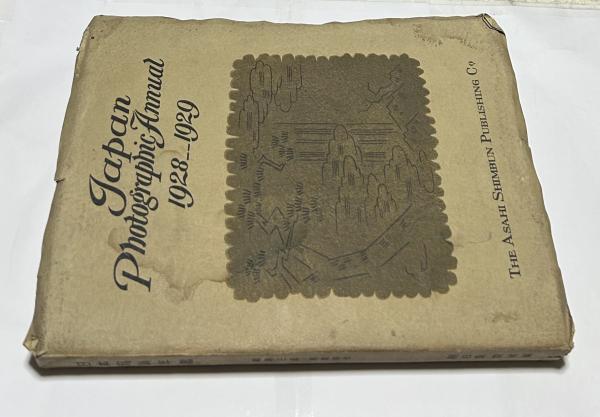 Japan
Photographic Annual
1928--1929
THE ASAHI SHIMBUN PUBLISHING Co